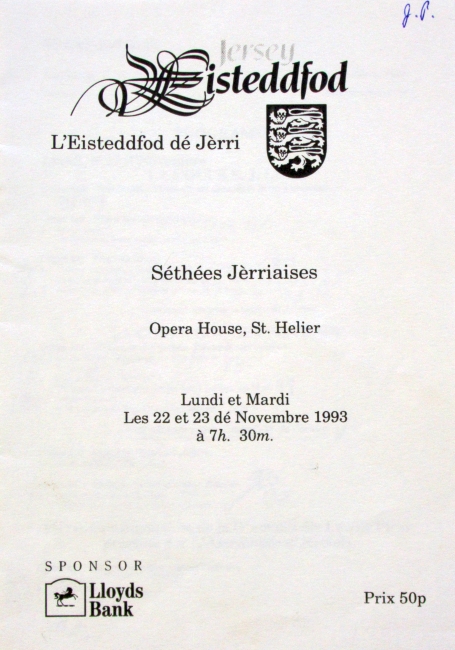 J.P.
Jersey
Eisteddfod
L'Eisteddfod dé Jèrri
Séthées Jèrriaises
Opera House, St. Helier
Lundi et Mardi
Les 22 et 23 dé Novembre 1993
à 7h. 30m.
SPONSOR
Lloyds
Bank
Prix 50p